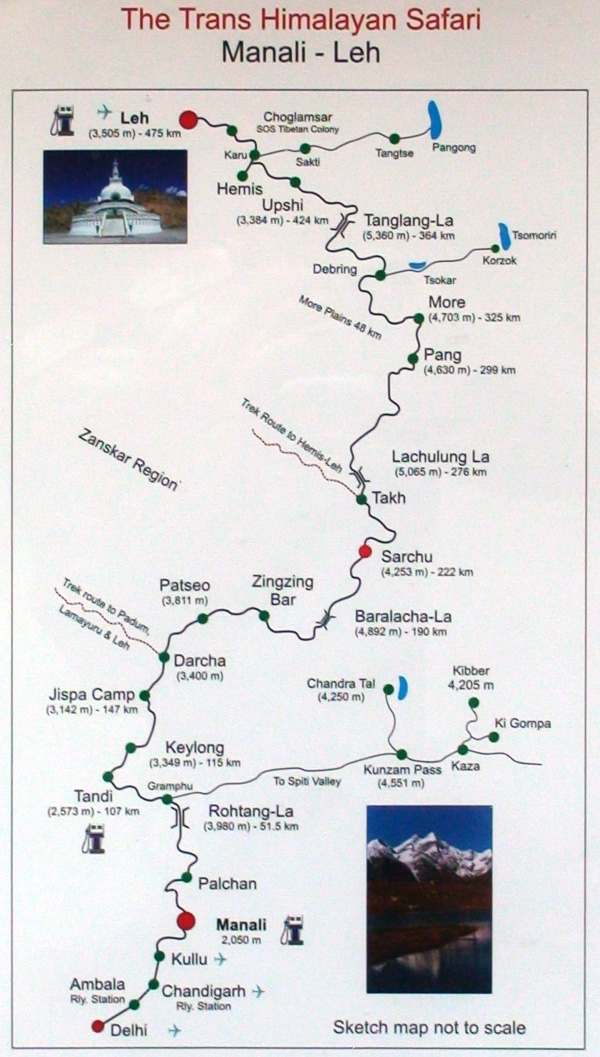 The Trans Himalayan Safari
Manali - Leh
Leh
(3,505 m) - 475 km
Choglamsar
SOS Tibetan Colony
Karu
Sakti
Tangtse
Pangong
Hemis
Upshi
(3,384 m) - 424 km
Tanglang-La
(5,360 m) - 364 km
Tsomoriri
Korzok
Debring
Tsokar
More Plains 48 km
More
(4,703 m) - 325 km
Pang
(4,630 m) - 299 km
Trek Route to Hemis-Leh
Zanskar Region
Lachulung La
(5,065 m) - 276 km
Takh
Sarchu
(4,253 m) - 222 km
Patseo
(3,811 m)
Zingzing
Bar
Baralacha-La
(4,892 m) - 190 km
Trek route to Padum,
Lamayuru & Leh
Darcha
(3,400 m)
Jispa Camp
(3,142 m) - 147 km
Chandra Tal
(4,250 m)
Kibber
4,205 m
Ki Gompa
Keylong
(3,349 m) - 115 km
Kunzam Pass
(4,551 m)
Kaza
To Spiti Valley
Gramphu
Tandi
(2,573 m) - 107 km
Rohtang-La
(3,980 m) - 51.5 km
Palchan
Manali
2,050 m
Kullu
Ambala
Rly. Station
Chandigarh
Rly. Station
Delhi
Sketch map not to scale